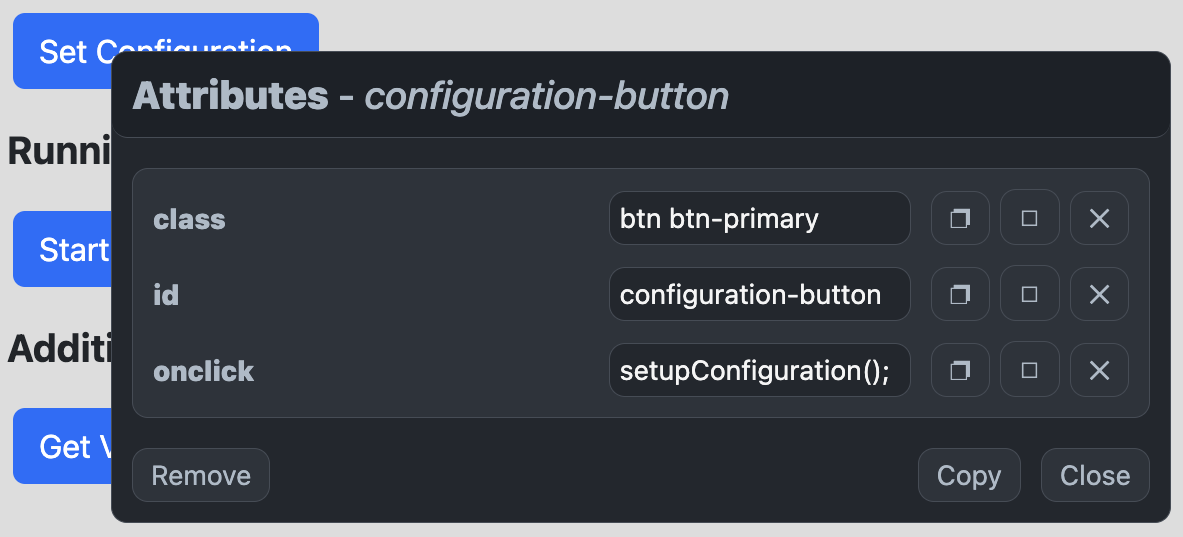 Set Configuration
Attributes - configuration-button
Runni
class btn btn-primary
Start
id configuration-button
Additi
onclick setupConfiguration();
Get V
Remove Copy Close